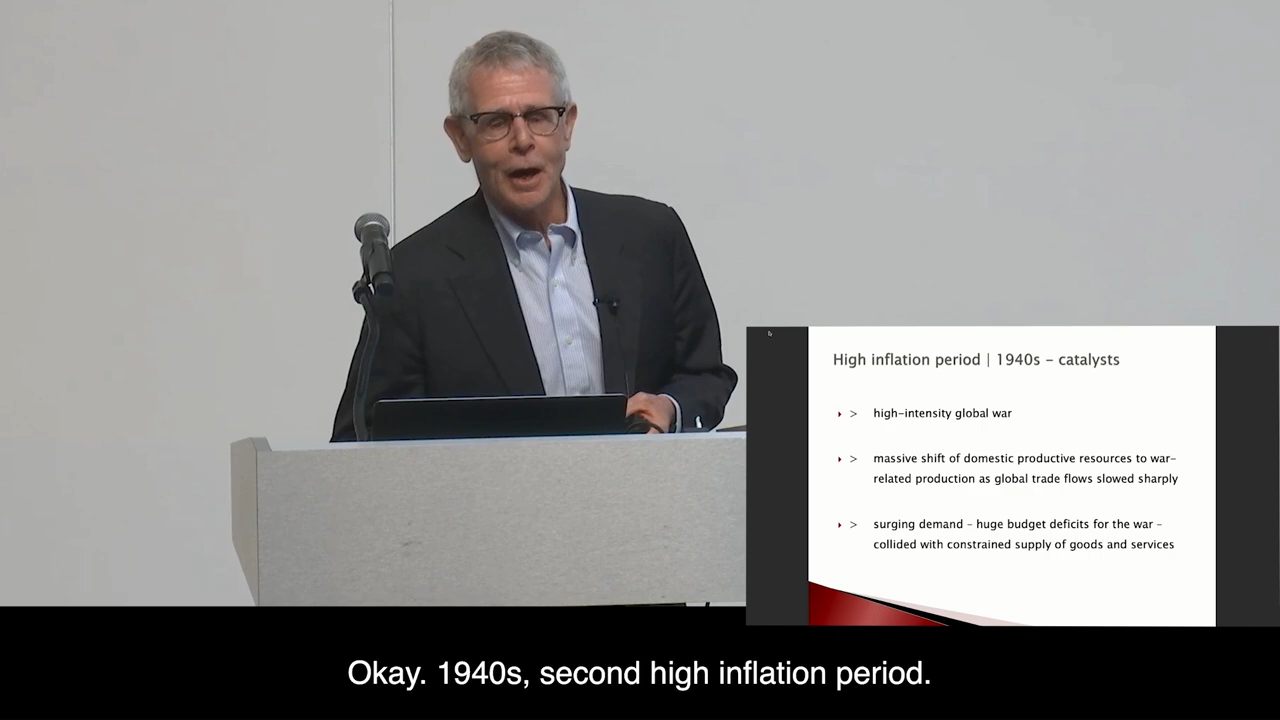 High inflation period | 1940s – catalysts
> high-intensity global war
> massive shift of domestic productive resources to war-
related production as global trade flows slowed sharply
> surging demand – huge budget deficits for the war –
collided with constrained supply of goods and services
Okay. 1940s, second high inflation period.